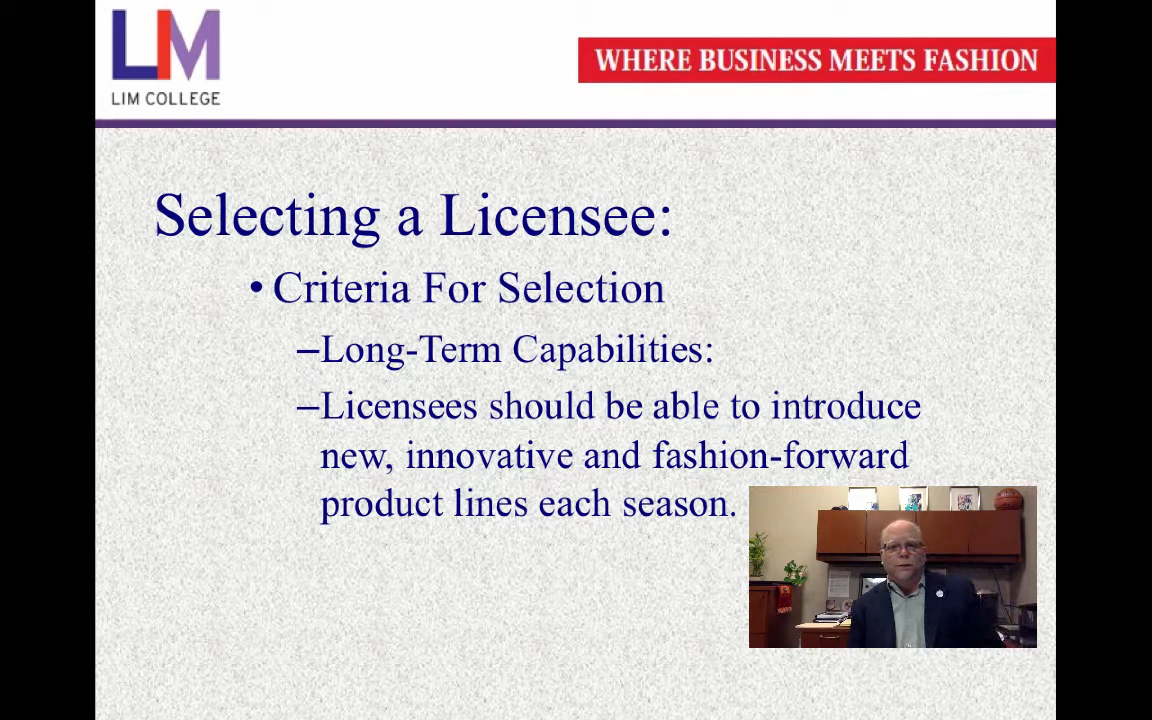 LIM
LIM COLLEGE
WHERE BUSINESS MEETS FASHION
Selecting a Licensee:
• Criteria For Selection
–Long-Term Capabilities:
–Licensees should be able to introduce
new, innovative and fashion-forward
product lines each season.